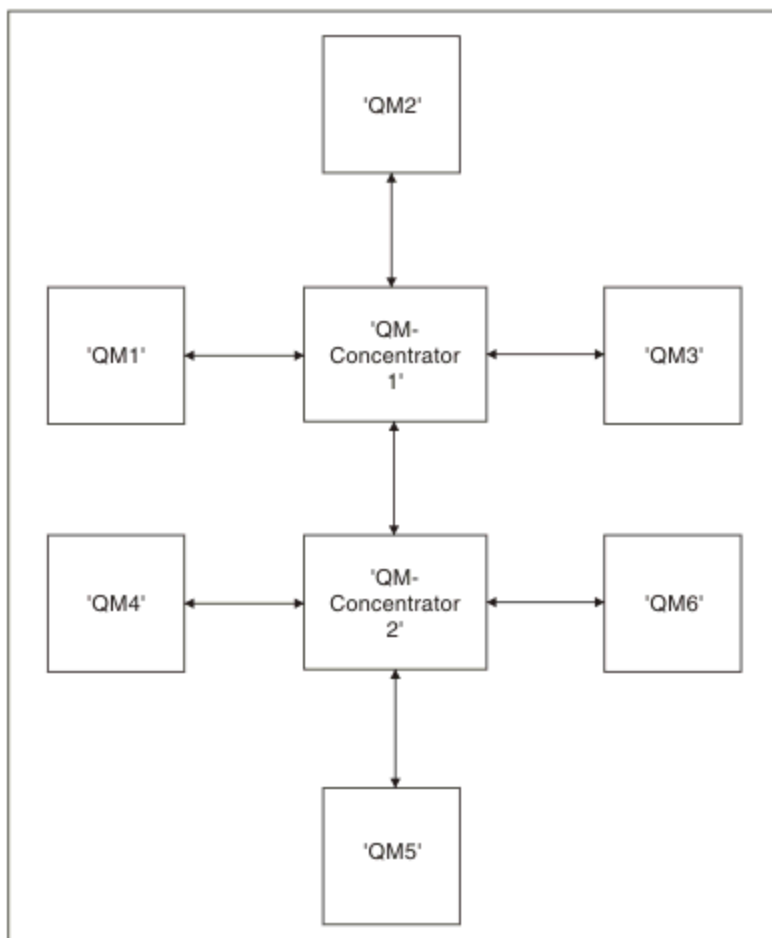 'QM2'
'QM1'
'QM-
Concentrator
1'
'QM3'
'QM4'
'QM-
Concentrator
2'
'QM6'
'QM5'